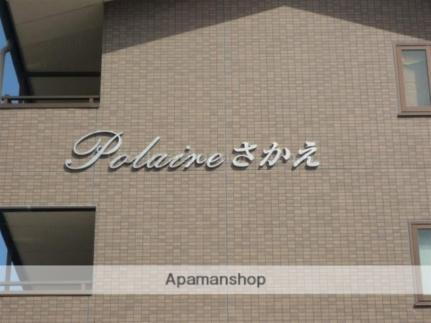 Polaireさかえ
Apamanshop